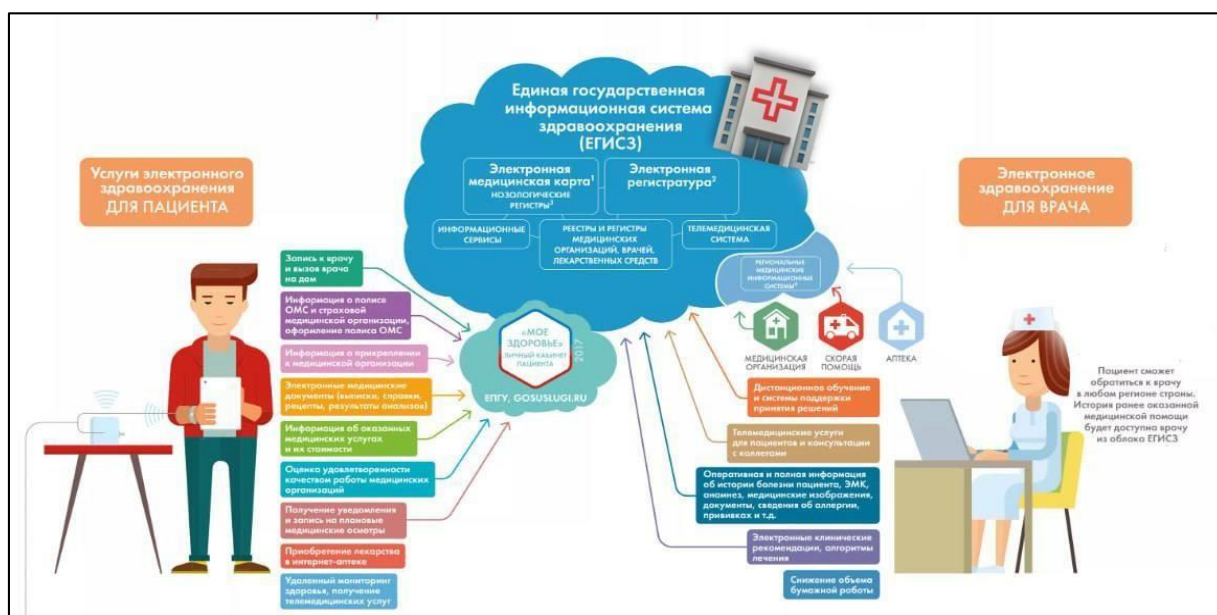 Единая государственная
информационная система
здравоохранения
(ЕГИСЗ)
Электронная
медицинская карта¹
НОЗОЛОГИЧЕСКИЕ
РЕГИСТРЫ³
Электронная
регистратура²
ИНФОРМАЦИОННЫЕ
СЕРВИСЫ
РЕЕСТРЫ И РЕГИСТРЫ
МЕДИЦИНСКИХ
ОРГАНИЗАЦИЙ, ВРАЧЕЙ,
ЛЕКАРСТВЕННЫХ СРЕДСТВ
ТЕЛЕМЕДИЦИНСКАЯ
СИСТЕМА
РЕГИОНАЛЬНЫЕ
МЕДИЦИНСКИЕ
ИНФОРМАЦИОННЫЕ
СИСТЕМЫ⁴
Услуги электронного
здравоохранения
ДЛЯ ПАЦИЕНТА
Запись к врачу
и вызов врача
на дом
Информация о полисе
ОМС и страховой
медицинской организации,
оформление полиса ОМС
Информация о прикреплении
к медицинской организации
Электронные медицинские
документы (выписки, справки,
рецепты, результаты анализов)
Информация об оказанных
медицинских услугах
и их стоимости
Оценка удовлетворенности
качеством работы медицинских
организаций
Получение уведомления
и запись на плановые
медицинские осмотры
Приобретение лекарства
в интернет-аптеке
Удаленный мониторинг
здоровья, получение
телемедицинских услуг
«МОЕ
ЗДОРОВЬЕ»
ЛИЧНЫЙ КАБИНЕТ
ПАЦИЕНТА
2017
ЕПГУ, GOSUSLUGI.RU
МЕДИЦИНСКАЯ
ОРГАНИЗАЦИЯ
СКОРАЯ
ПОМОЩЬ
АПТЕКА
Дистанционное обучение
и системы поддержки
принятия решений
Телемедицинские услуги
для пациентов и консультации
с коллегами
Оперативная и полная информация
об истории болезни пациента, ЭМК,
анамнез, медицинские изображения,
документы, сведения об аллергии,
прививках и т.д.
Электронные клинические
рекомендации, алгоритмы
лечения
Снижение объема
бумажной работы
Электронное
здравоохранение
ДЛЯ ВРАЧА
Пациент сможет
обратиться к врачу
в любом регионе страны.
История ранее оказанной
медицинской помощи
будет доступна врачу
из облака ЕГИСЗ